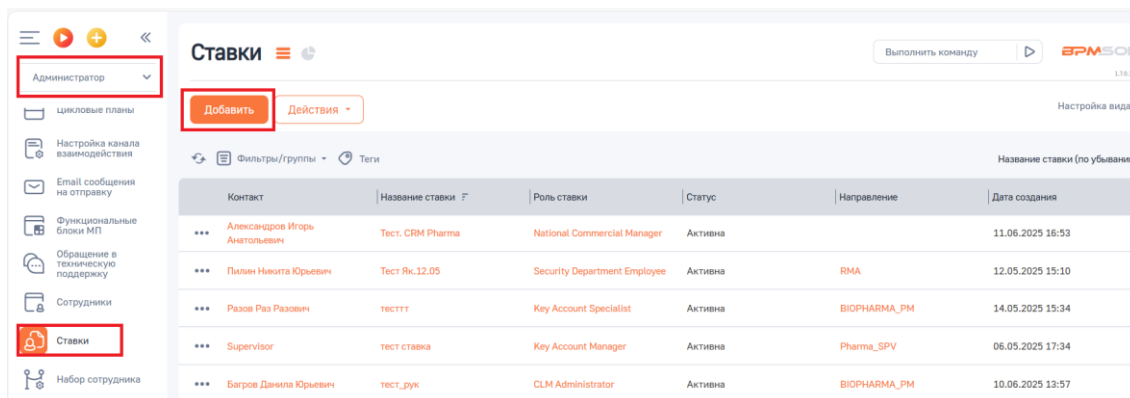 Ставки
Выполнить команду
BPMSO
1.7.6.
Администратор
Добавить
Действия
Настройка вида
Цикловые планы
Настройка канала
взаимодействия
Email сообщения
на отправку
Функциональные
блоки МП
Обращение в
техническую
поддержку
Сотрудники
Ставки
Набор сотрудника
Фильтры/группы
Теги
Название ставки (по убывани
Контакт Название ставки Роль ставки Статус Направление Дата создания
Александров Игорь
Анатольевич
Тест. CRM Pharma National Commercial Manager Активна 11.06.2025 16:53
Пилин Никита Юрьевич Тест Як.12.05 Security Department Employee Активна RMA 12.05.2025 15:10
Разов Раз Разович тесттт Key Account Specialist Активна BIOPHARMA_PM 14.05.2025 15:34
Supervisor тест ставка Key Account Manager Активна Pharma_SPV 06.05.2025 17:34
Багров Данила Юрьевич тест_рук CLM Administrator Активна BIOPHARMA_PM 10.06.2025 13:57